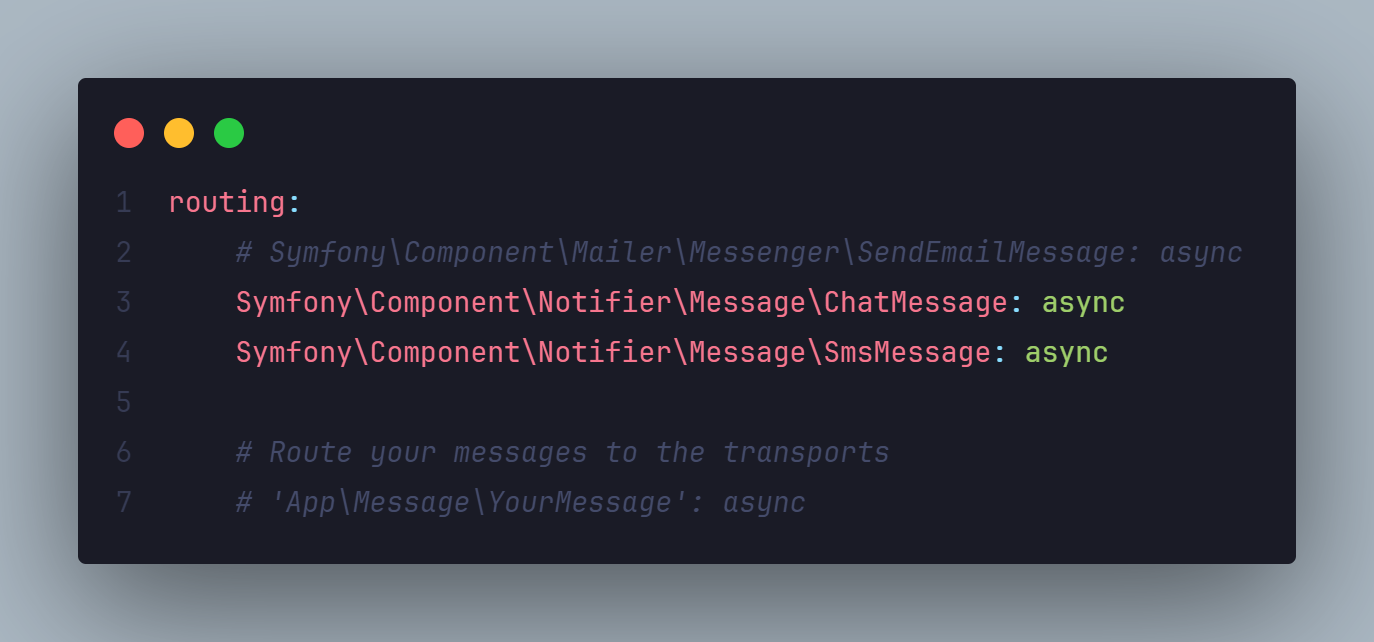 1 routing:
2     # Symfony\Component\Mailer\Messenger\SendEmailMessage: async
3     Symfony\Component\Notifier\Message\ChatMessage: async
4     Symfony\Component\Notifier\Message\SmsMessage: async
5
6     # Route your messages to the transports
7     # 'App\Message\YourMessage': async